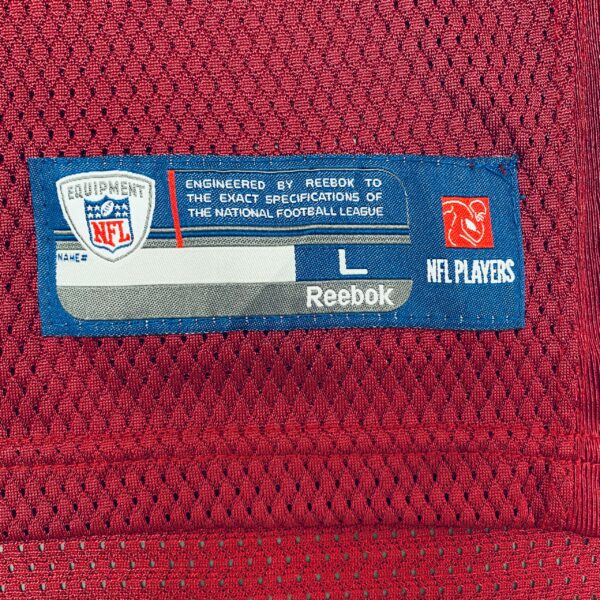 EQUIPMENT
NFL
ENGINEERED BY REEBOK TO
THE EXACT SPECIFICATIONS OF
THE NATIONAL FOOTBALL LEAGUE
NAME#
L
Reebok
NFL PLAYERS